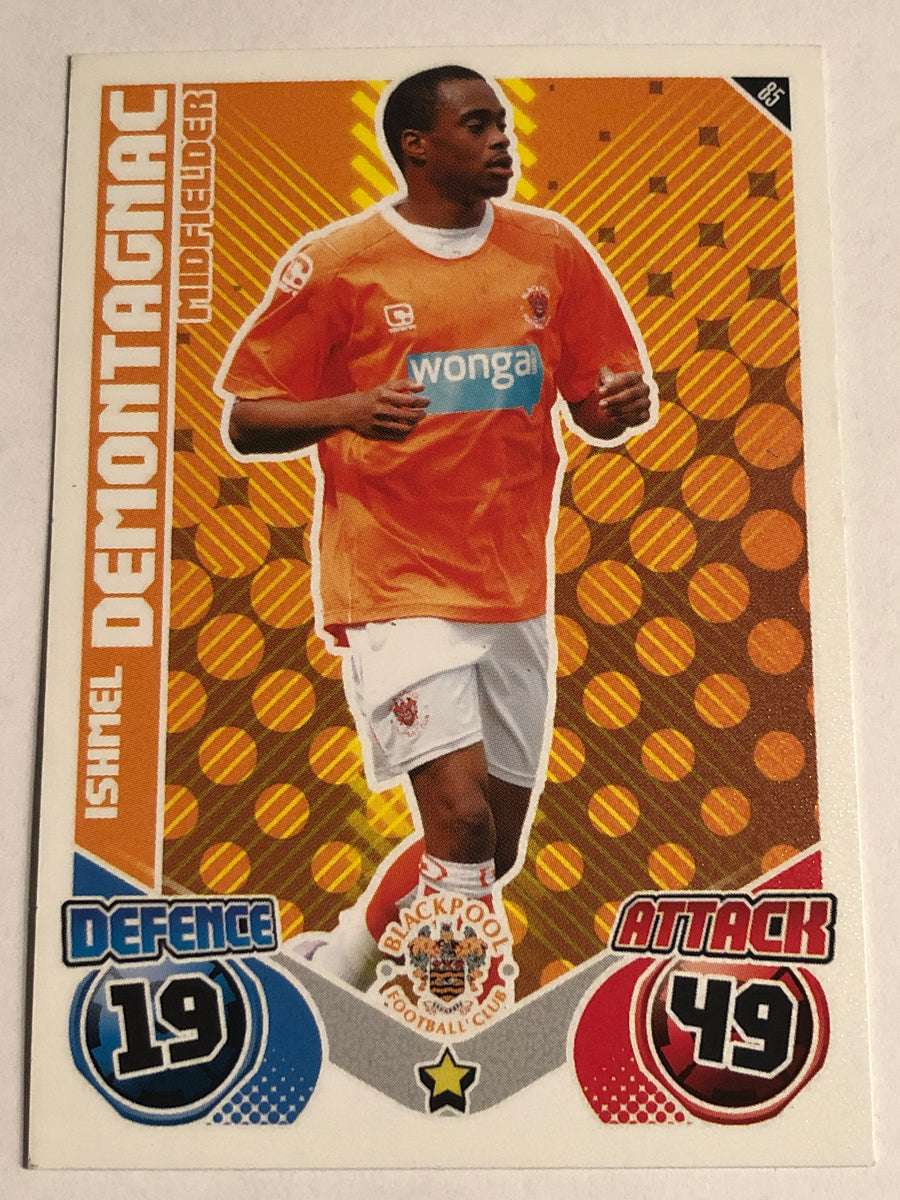 85
ISHMEL DEMONTAGNAC
MIDFIELDER
wonga
BLACKPOOL
FOOTBALL CLUB
DEFENCE
19
ATTACK
49